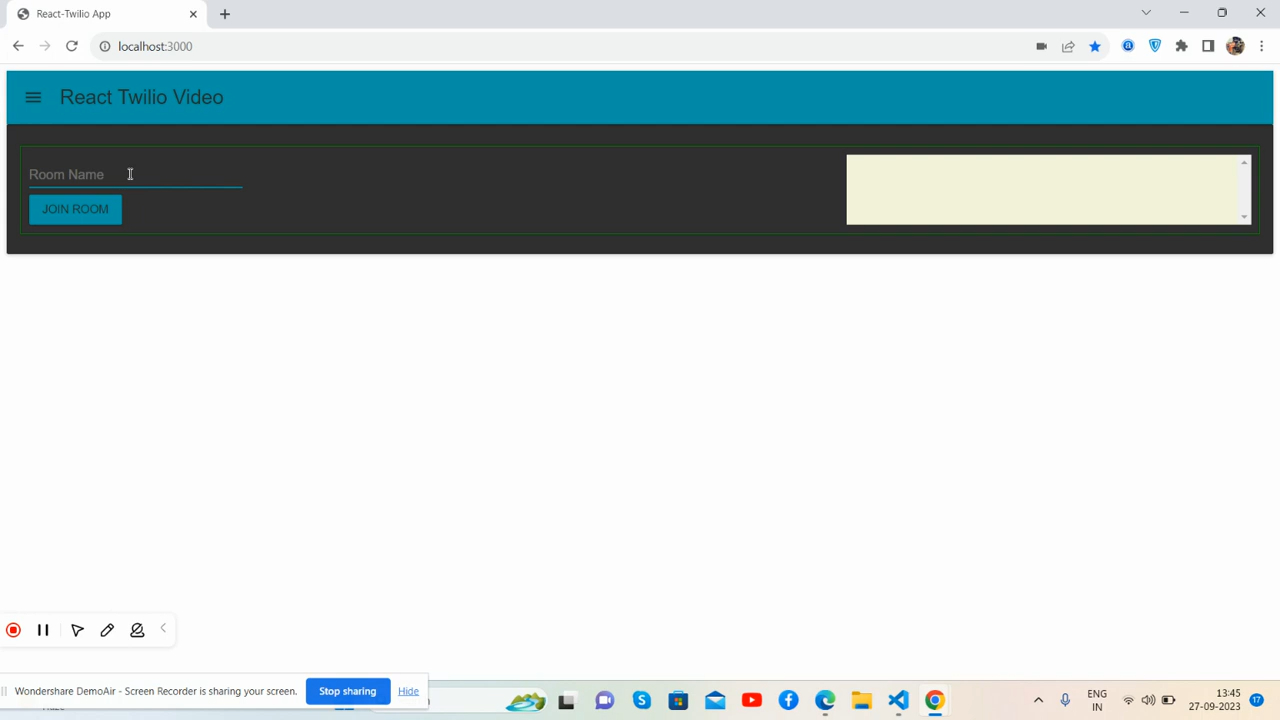 React-Twilio App
localhost:3000
React Twilio Video
Room Name
JOIN ROOM
Wondershare DemoAir - Screen Recorder is sharing your screen.
Stop sharing
Hide
ENG
IN
13:45
27-09-2023
17